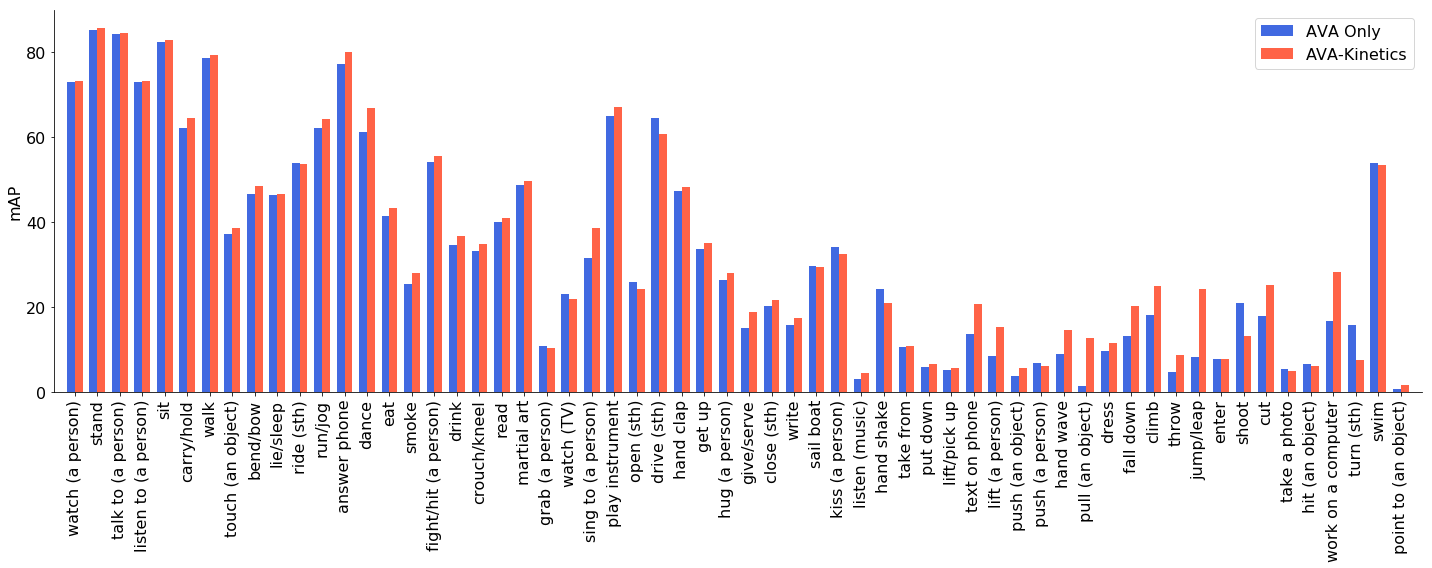 AVA Only
AVA-Kinetics
mAP
80
60
40
20
0
watch (a person)
stand
talk to (a person)
listen to (a person)
sit
carry/hold
walk
touch (an object)
bend/bow
lie/sleep
ride (sth)
run/jog
answer phone
dance
eat
smoke
fight/hit (a person)
drink
crouch/kneel
read
martial art
grab (a person)
watch (TV)
sing to (a person)
play instrument
open (sth)
drive (sth)
hand clap
get up
hug (a person)
give/serve
close (sth)
write
sail boat
kiss (a person)
listen (music)
hand shake
take from
put down
lift/pick up
text on phone
lift (a person)
push (an object)
push (a person)
hand wave
pull (an object)
dress
fall down
climb
throw
jump/leap
enter
shoot
cut
take a photo
hit (an object)
work on a computer
turn (sth)
swim
point to (an object)